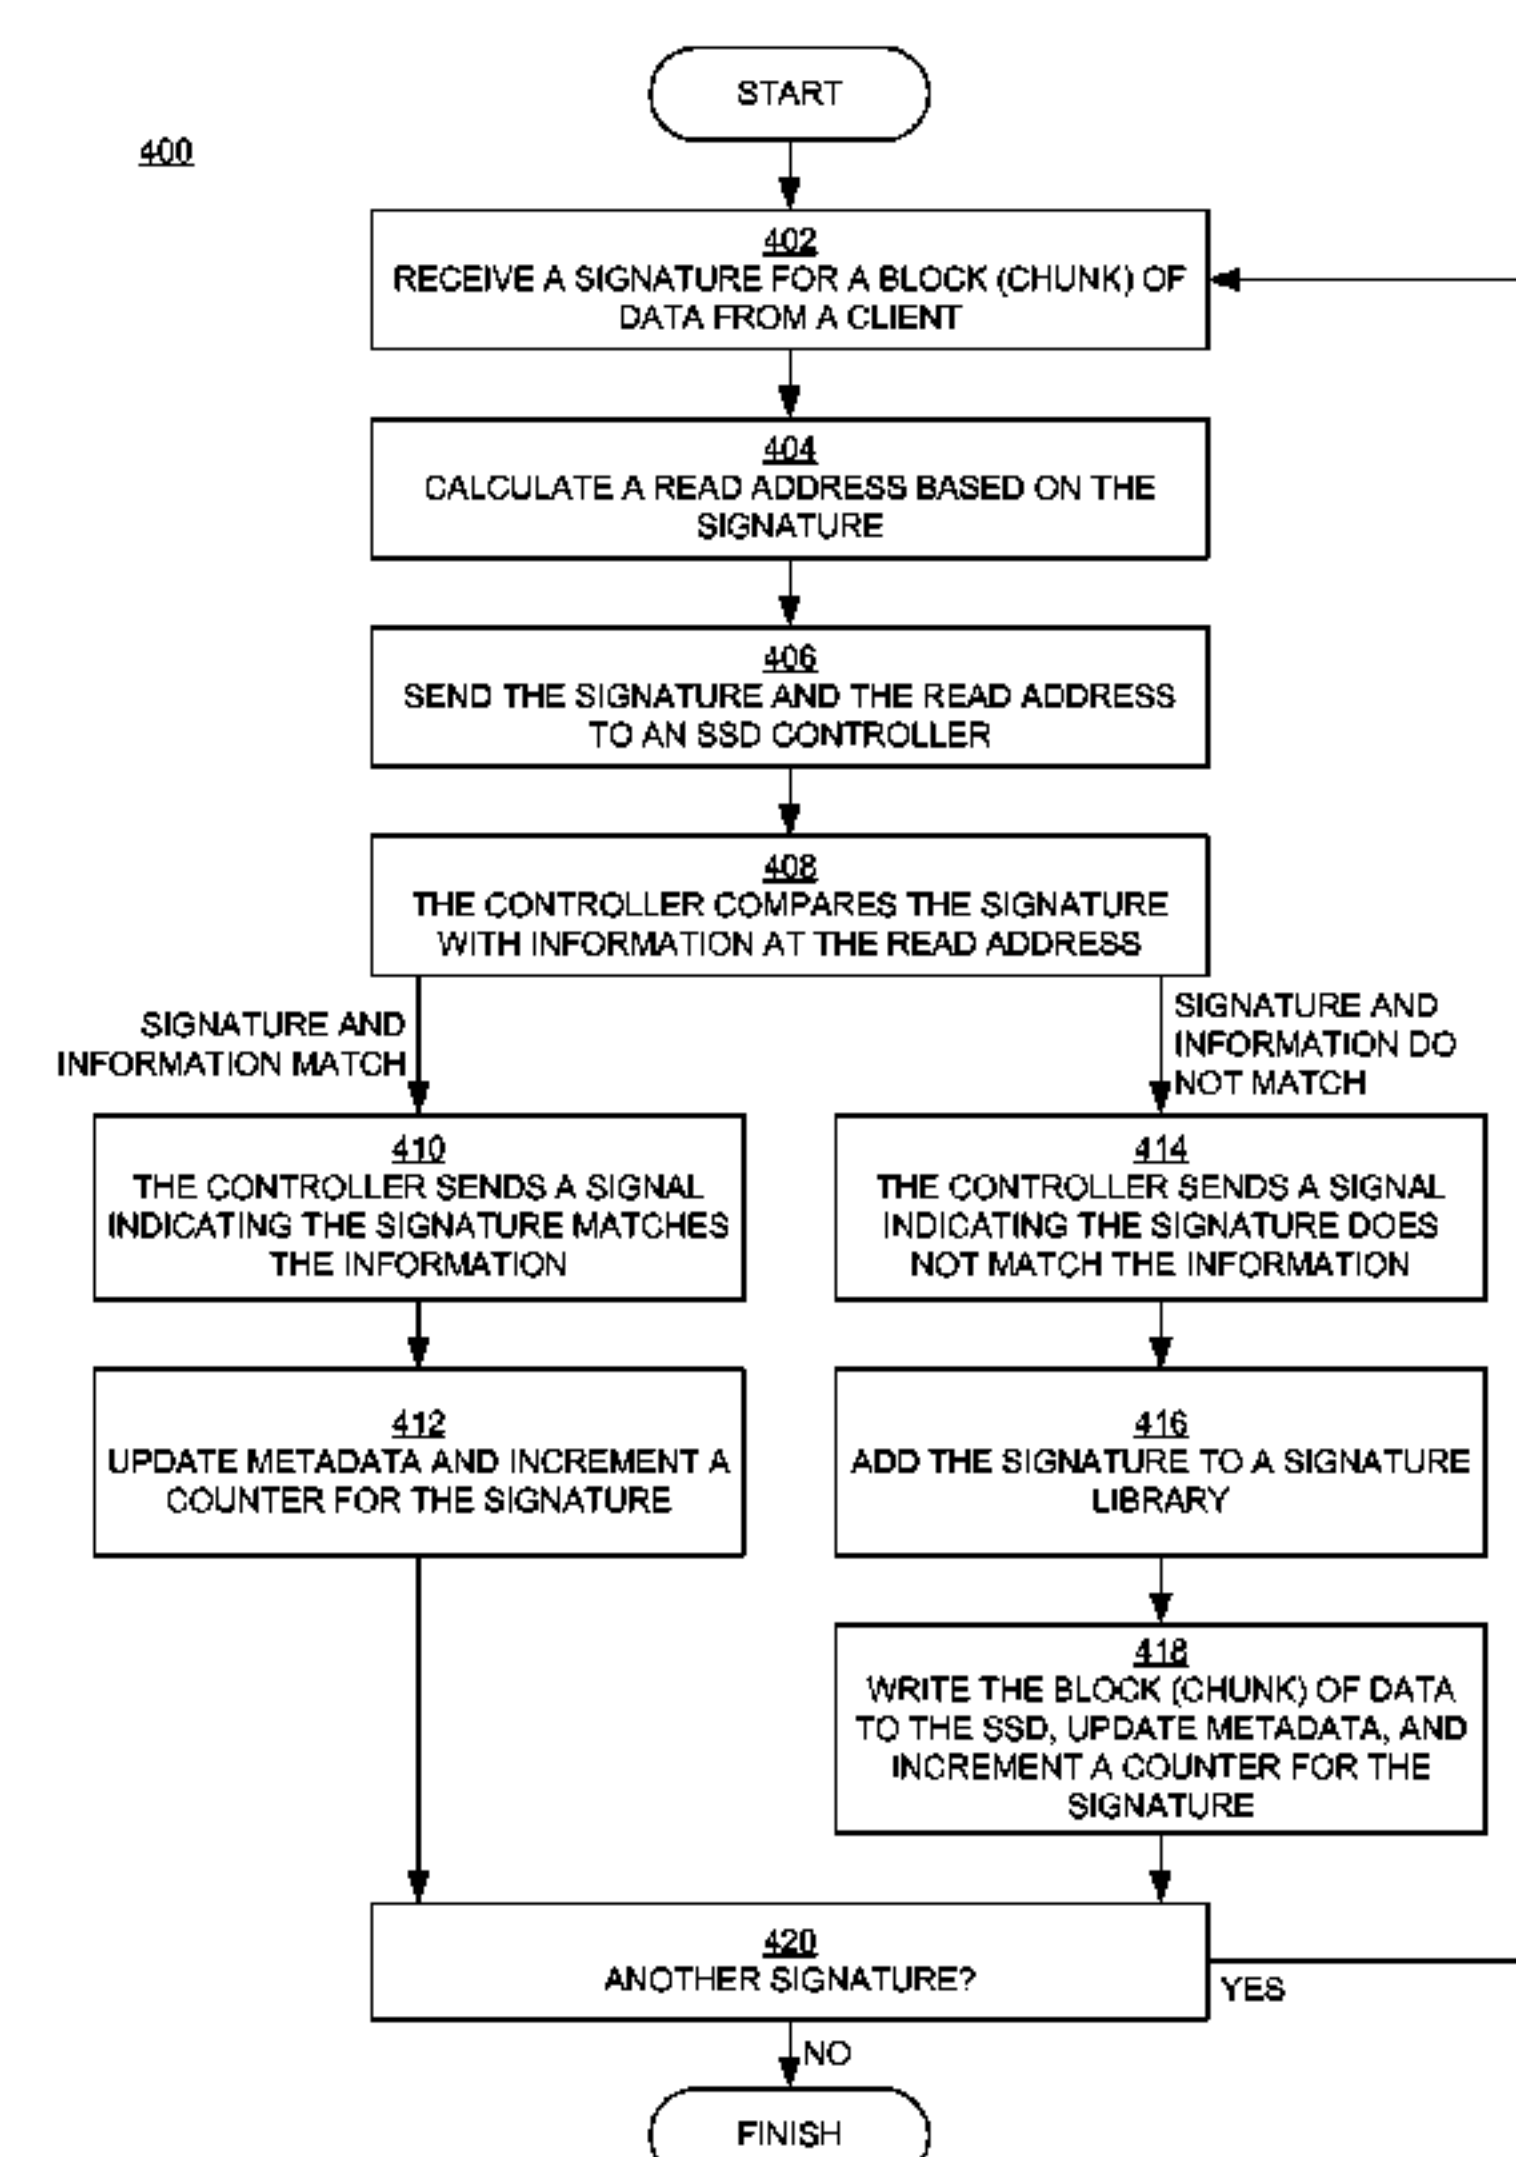 START
400
402
RECEIVE A SIGNATURE FOR A BLOCK (CHUNK) OF
DATA FROM A CLIENT
404
CALCULATE A READ ADDRESS BASED ON THE
SIGNATURE
406
SEND THE SIGNATURE AND THE READ ADDRESS
TO AN SSD CONTROLLER
408
THE CONTROLLER COMPARES THE SIGNATURE
WITH INFORMATION AT THE READ ADDRESS
SIGNATURE AND
INFORMATION MATCH
SIGNATURE AND
INFORMATION DO
NOT MATCH
410
THE CONTROLLER SENDS A SIGNAL
INDICATING THE SIGNATURE MATCHES
THE INFORMATION
414
THE CONTROLLER SENDS A SIGNAL
INDICATING THE SIGNATURE DOES
NOT MATCH THE INFORMATION
412
UPDATE METADATA AND INCREMENT A
COUNTER FOR THE SIGNATURE
416
ADD THE SIGNATURE TO A SIGNATURE
LIBRARY
418
WRITE THE BLOCK (CHUNK) OF DATA
TO THE SSD, UPDATE METADATA, AND
INCREMENT A COUNTER FOR THE
SIGNATURE
420
ANOTHER SIGNATURE?
YES
NO
FINISH